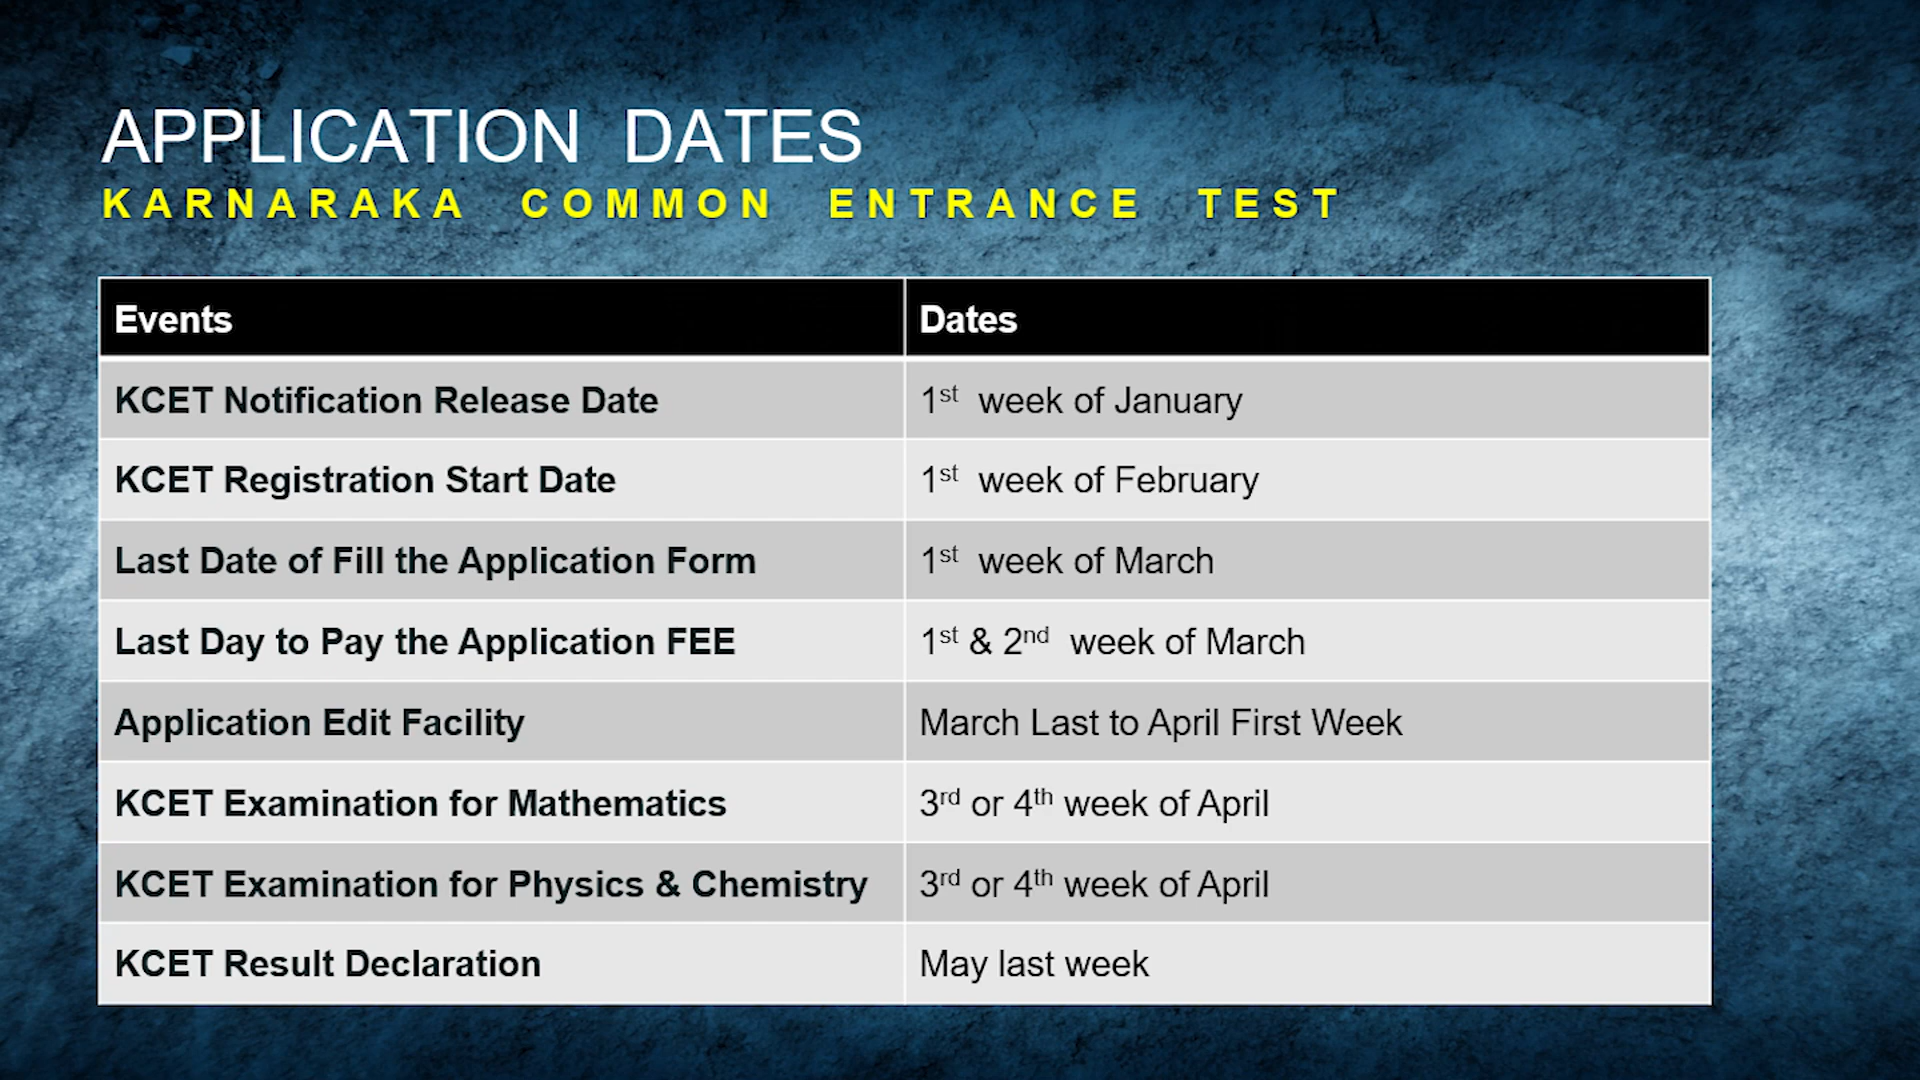 APPLICATION DATES
KARNARAKA COMMON ENTRANCE TEST
Events Dates
KCET Notification Release Date 1st week of January
KCET Registration Start Date 1st week of February
Last Date of Fill the Application Form 1st week of March
Last Day to Pay the Application FEE 1st & 2nd week of March
Application Edit Facility March Last to April First Week
KCET Examination for Mathematics 3rd or 4th week of April
KCET Examination for Physics & Chemistry 3rd or 4th week of April
KCET Result Declaration May last week